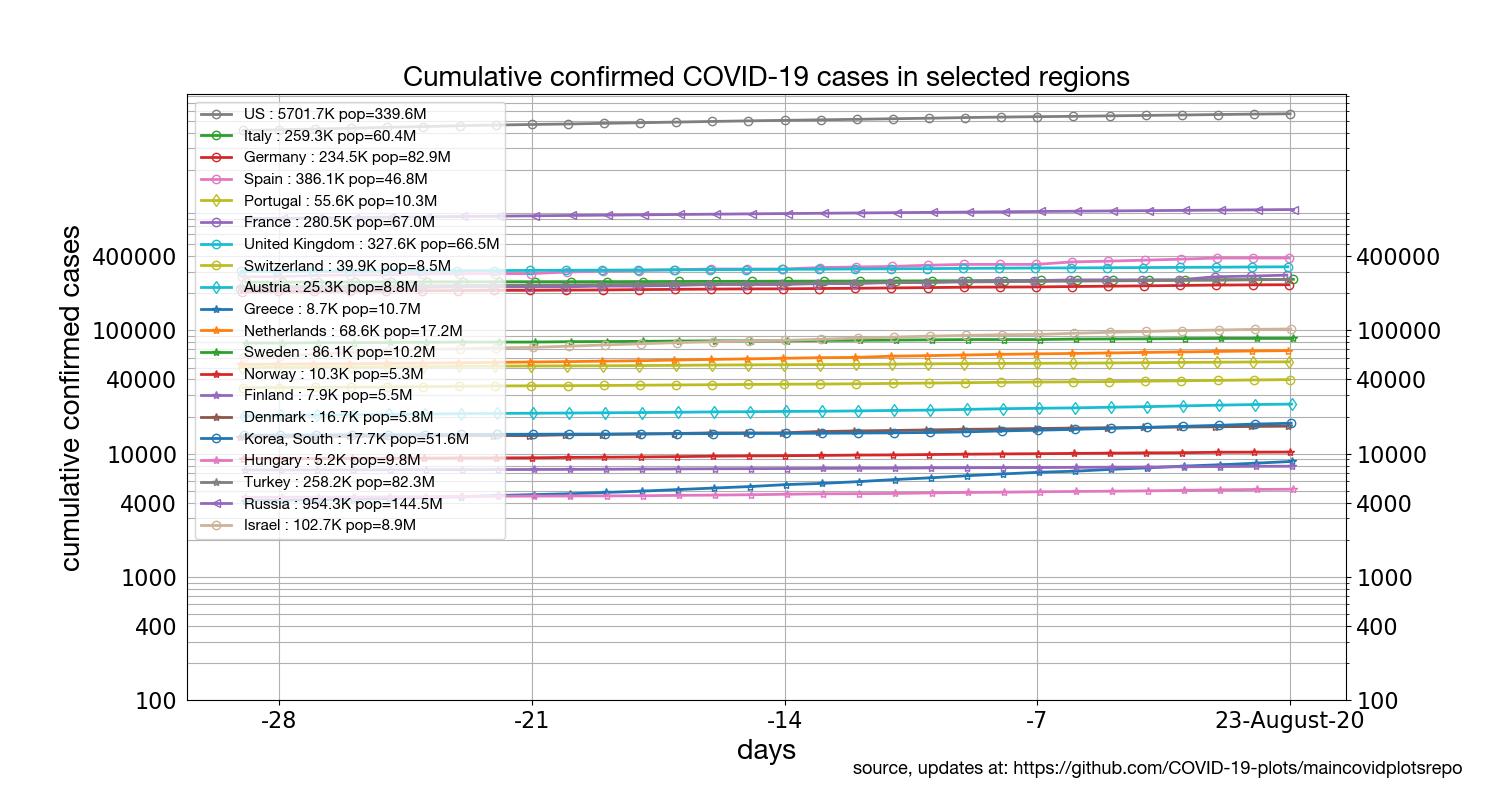 Cumulative confirmed COVID-19 cases in selected regions
US : 5701.7K pop=339.6M
Italy : 259.3K pop=60.4M
Germany : 234.5K pop=82.9M
Spain : 386.1K pop=46.8M
Portugal : 55.6K pop=10.3M
France : 280.5K pop=67.0M
United Kingdom : 327.6K pop=66.5M
Switzerland : 39.9K pop=8.5M
Austria : 25.3K pop=8.8M
Greece : 8.7K pop=10.7M
Netherlands : 68.6K pop=17.2M
Sweden : 86.1K pop=10.2M
Norway : 10.3K pop=5.3M
Finland : 7.9K pop=5.5M
Denmark : 16.7K pop=5.8M
Korea, South : 17.7K pop=51.6M
Hungary : 5.2K pop=9.8M
Turkey : 258.2K pop=82.3M
Russia : 954.3K pop=144.5M
Israel : 102.7K pop=8.9M
cumulative confirmed cases
400000
100000
40000
10000
4000
1000
400
100
400000
100000
40000
10000
4000
1000
400
100
-28 -21 -14 -7 23-August-20
days
source, updates at: https://github.com/COVID-19-plots/maincovidplotsrepo